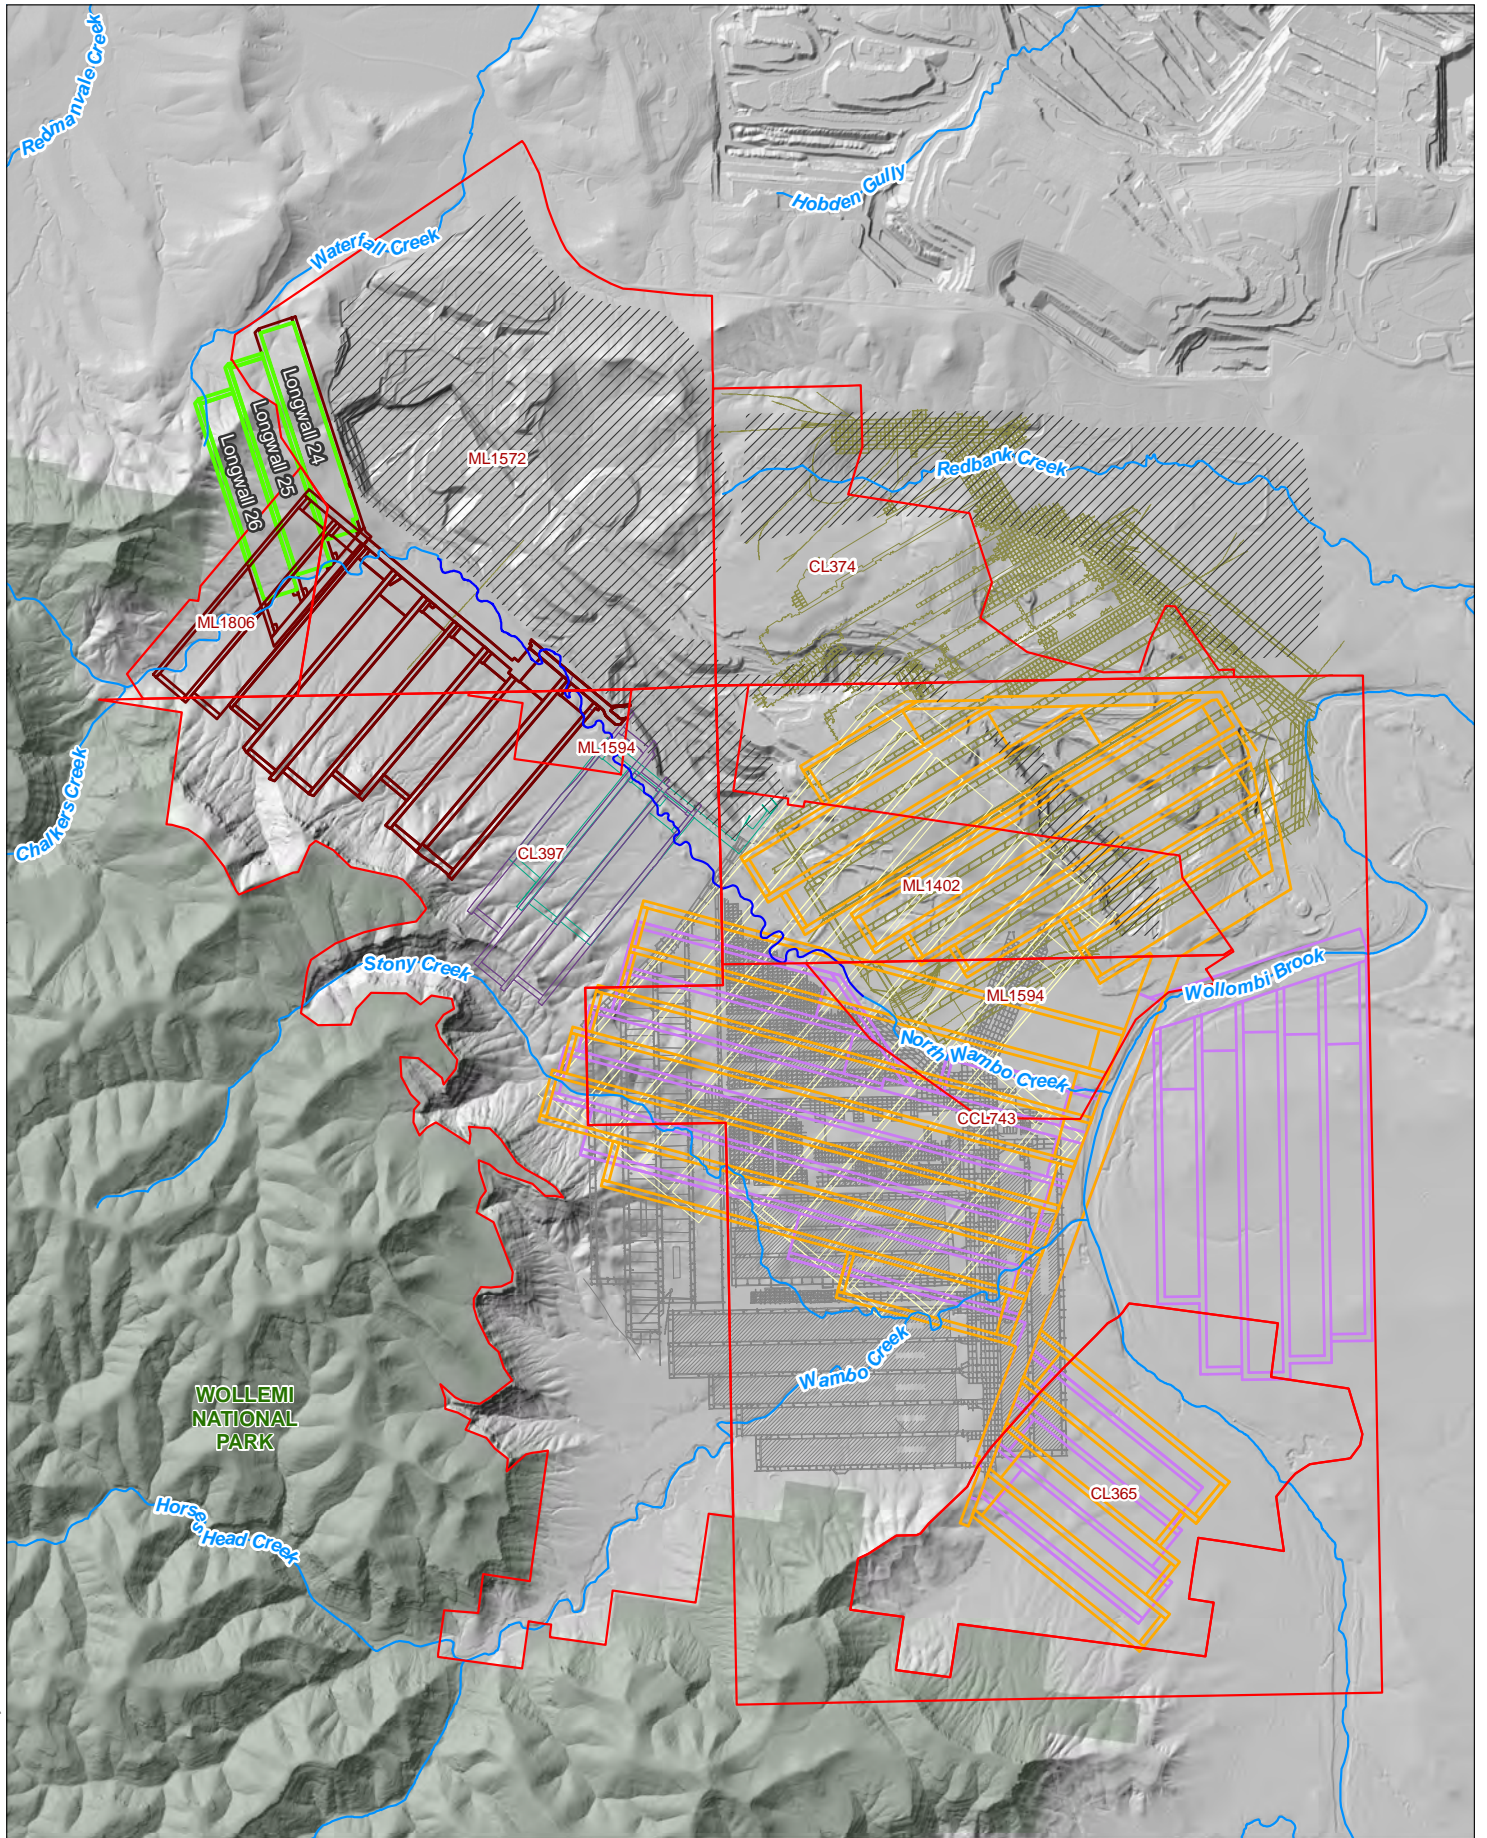 Redmanvale Creek
Hobden Gully
Waterfall Creek
Longwall 24
Longwall 25
Longwall 26
ML1572
Redbank Creek
CL374
ML1806
ML1594
Chalkers Creek
CL397
ML1402
Stony Creek
Wollombi Brook
ML1594
North Wambo Creek
CCL743
Wambo Creek
WOLLEMI
NATIONAL
PARK
CL365
Horses Head Creek